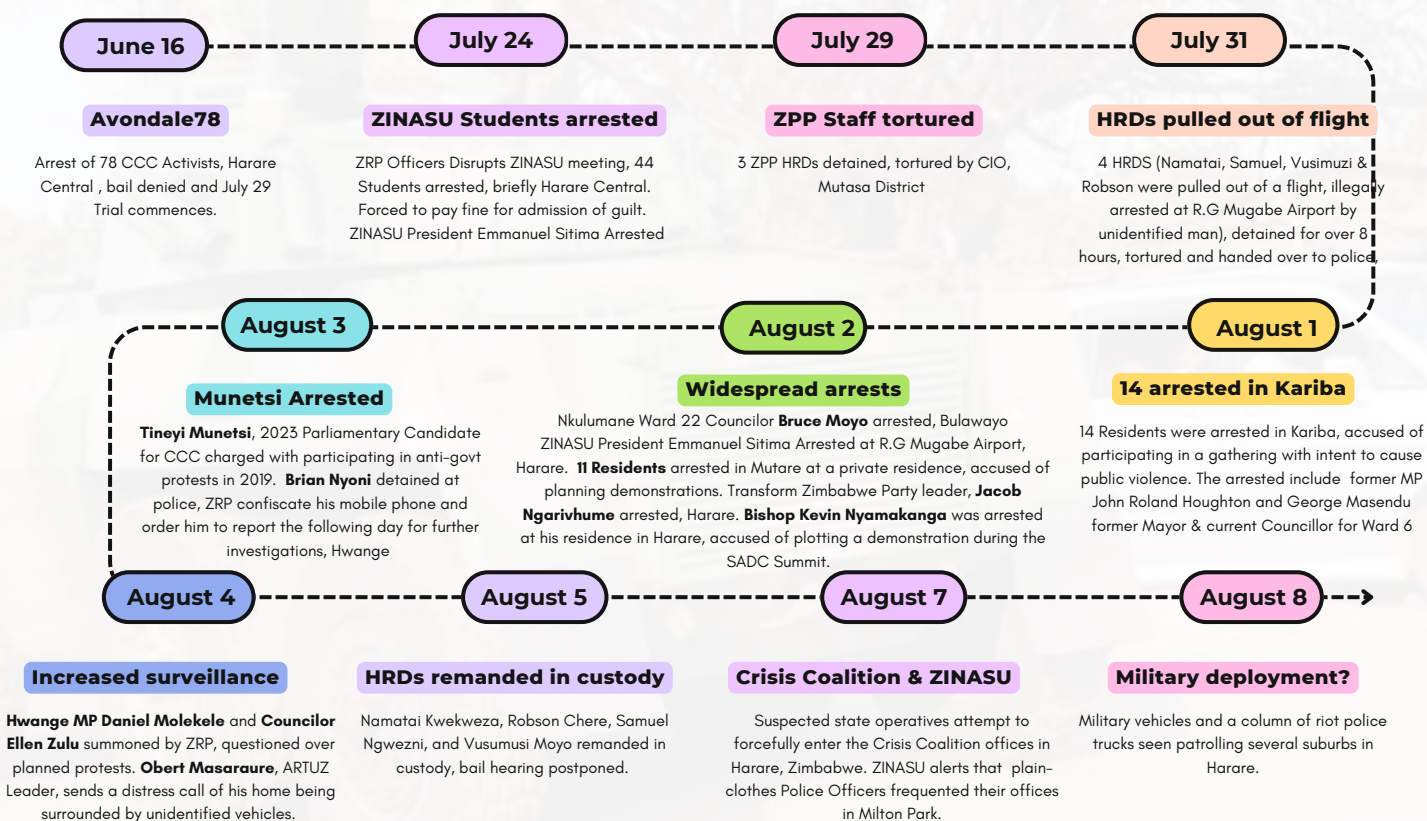 June 16
July 24
July 29
July 31
Avondale78
Arrest of 78 CCC Activists, Harare
Central , bail denied and July 29
Trial commences.
ZINASU Students arrested
ZRP Officers Disrupts ZINASU meeting, 44
Students arrested, briefly Harare Central.
Forced to pay fine for admission of guilt.
ZINASU President Emmanuel Sitima Arrested
ZPP Staff tortured
3 ZPP HRDs detained, tortured by CIO,
Mutasa District
HRDs pulled out of flight
4 HRDS (Namatai, Samuel, Vusimuzi &
Robson were pulled out of a flight, illegally
arrested at R.G Mugabe Airport by
unidentified man), detained for over 8
hours, tortured and handed over to police,
August 3
August 2
August 1
Munetsi Arrested
Tineyi Munetsi, 2023 Parliamentary Candidate
for CCC charged with participating in anti-govt
protests in 2019. Brian Nyoni detained at
police, ZRP confiscate his mobile phone and
order him to report the following day for further
investigations, Hwange
Widespread arrests
Nkulumane Ward 22 Councilor Bruce Moyo arrested, Bulawayo
ZINASU President Emmanuel Sitima Arrested at R.G Mugabe Airport,
Harare. 11 Residents arrested in Mutare at a private residence, accused of
planning demonstrations. Transform Zimbabwe Party leader, Jacob
Ngarivhume arrested, Harare. Bishop Kevin Nyamakanga was arrested
at his residence in Harare, accused of plotting a demonstration during the
SADC Summit.
14 arrested in Kariba
14 Residents were arrested in Kariba, accused of
participating in a gathering with intent to cause
public violence. The arrested include former MP
John Roland Houghton and George Masendu
former Mayor & current Councillor for Ward 6
August 4
August 5
August 7
August 8
Increased surveillance
Hwange MP Daniel Molekele and Councilor
Ellen Zulu summoned by ZRP, questioned over
planned protests. Obert Masaraure, ARTUZ
Leader, sends a distress call of his home being
surrounded by unidentified vehicles.
HRDs remanded in custody
Namatai Kwekweza, Robson Chere, Samuel
Ngwezni, and Vusumusi Moyo remanded in
custody, bail hearing postponed.
Crisis Coalition & ZINASU
Suspected state operatives attempt to
forcefully enter the Crisis Coalition offices in
Harare, Zimbabwe. ZINASU alerts that plain-
clothes Police Officers frequented their offices
in Milton Park.
Military deployment?
Military vehicles and a column of riot police
trucks seen patrolling several suburbs in
Harare.